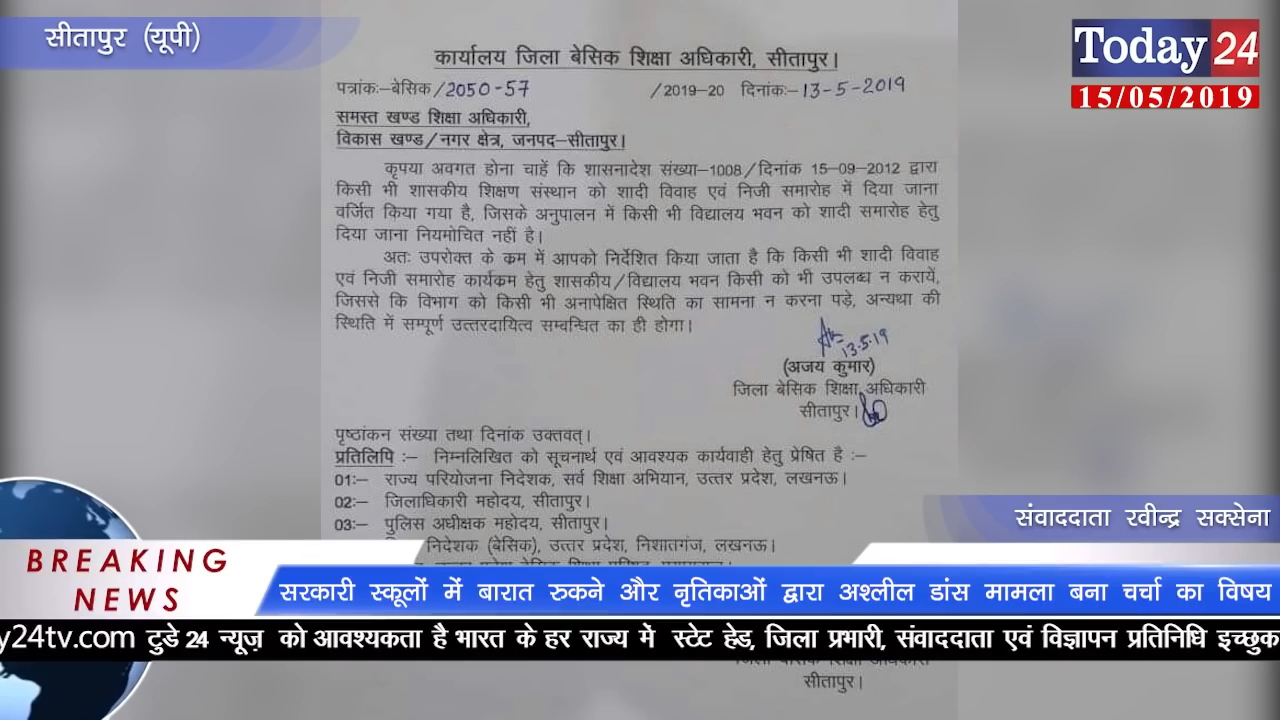 सीतापुर (यूपी)
Today 24
15/05/2019
कार्यालय जिला बेसिक शिक्षा अधिकारी, सीतापुर।
पत्रांकः–बेसिक/2050-57 /2019–20 दिनांकः–13-5-2019
समस्त खण्ड शिक्षा अधिकारी,
विकास खण्ड/नगर क्षेत्र, जनपद–सीतापुर।
कृपया अवगत होना चाहें कि शासनादेश संख्या–1008/दिनांक 15–09–2012 द्वारा
किसी भी शासकीय शिक्षण संस्थान को शादी विवाह एवं निजी समारोह में दिया जाना
वर्जित किया गया है, जिसके अनुपालन में किसी भी विद्यालय भवन को शादी समारोह हेतु
दिया जाना नियमोचित नहीं है।
अतः उपरोक्त के क्रम में आपको निर्देशित किया जाता है कि किसी भी शादी विवाह
एवं निजी समारोह कार्यक्रम हेतु शासकीय/विद्यालय भवन किसी को भी उपलब्ध न करायें,
जिससे कि विभाग को किसी भी अनापेक्षित स्थिति का सामना न करना पड़े, अन्यथा की
स्थिति में सम्पूर्ण उत्तरदायित्व सम्बन्धित का ही होगा।
13.5.19
(अजय कुमार)
जिला बेसिक शिक्षा अधिकारी
सीतापुर।
पृष्ठांकन संख्या तथा दिनांक उक्तवत्।
प्रतिलिपि :– निम्नलिखित को सूचनार्थ एवं आवश्यक कार्यवाही हेतु प्रेषित है :–
01:– राज्य परियोजना निदेशक, सर्व शिक्षा अभियान, उत्तर प्रदेश, लखनऊ।
02:– जिलाधिकारी महोदय, सीतापुर।
03:– पुलिस अधीक्षक महोदय, सीतापुर।
निदेशक (बेसिक), उत्तर प्रदेश, निशातगंज, लखनऊ।
संवाददाता रवीन्द्र सक्सेना
BREAKING
NEWS
सरकारी स्कूलों में बारात रुकने और नृतिकाओं द्वारा अश्लील डांस मामला बना चर्चा का विषय
y24tv.com टुडे 24 न्यूज़ को आवश्यकता है भारत के हर राज्य में स्टेट हेड, जिला प्रभारी, संवाददाता एवं विज्ञापन प्रतिनिधि इच्छुक
सीतापुर।